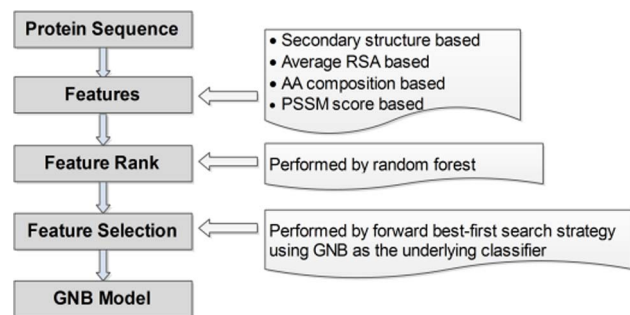 Protein Sequence
• Secondary structure based
• Average RSA based
• AA composition based
• PSSM score based
Features
Feature Rank
Performed by random forest
Feature Selection
Performed by forward best-first search strategy
using GNB as the underlying classifier
GNB Model